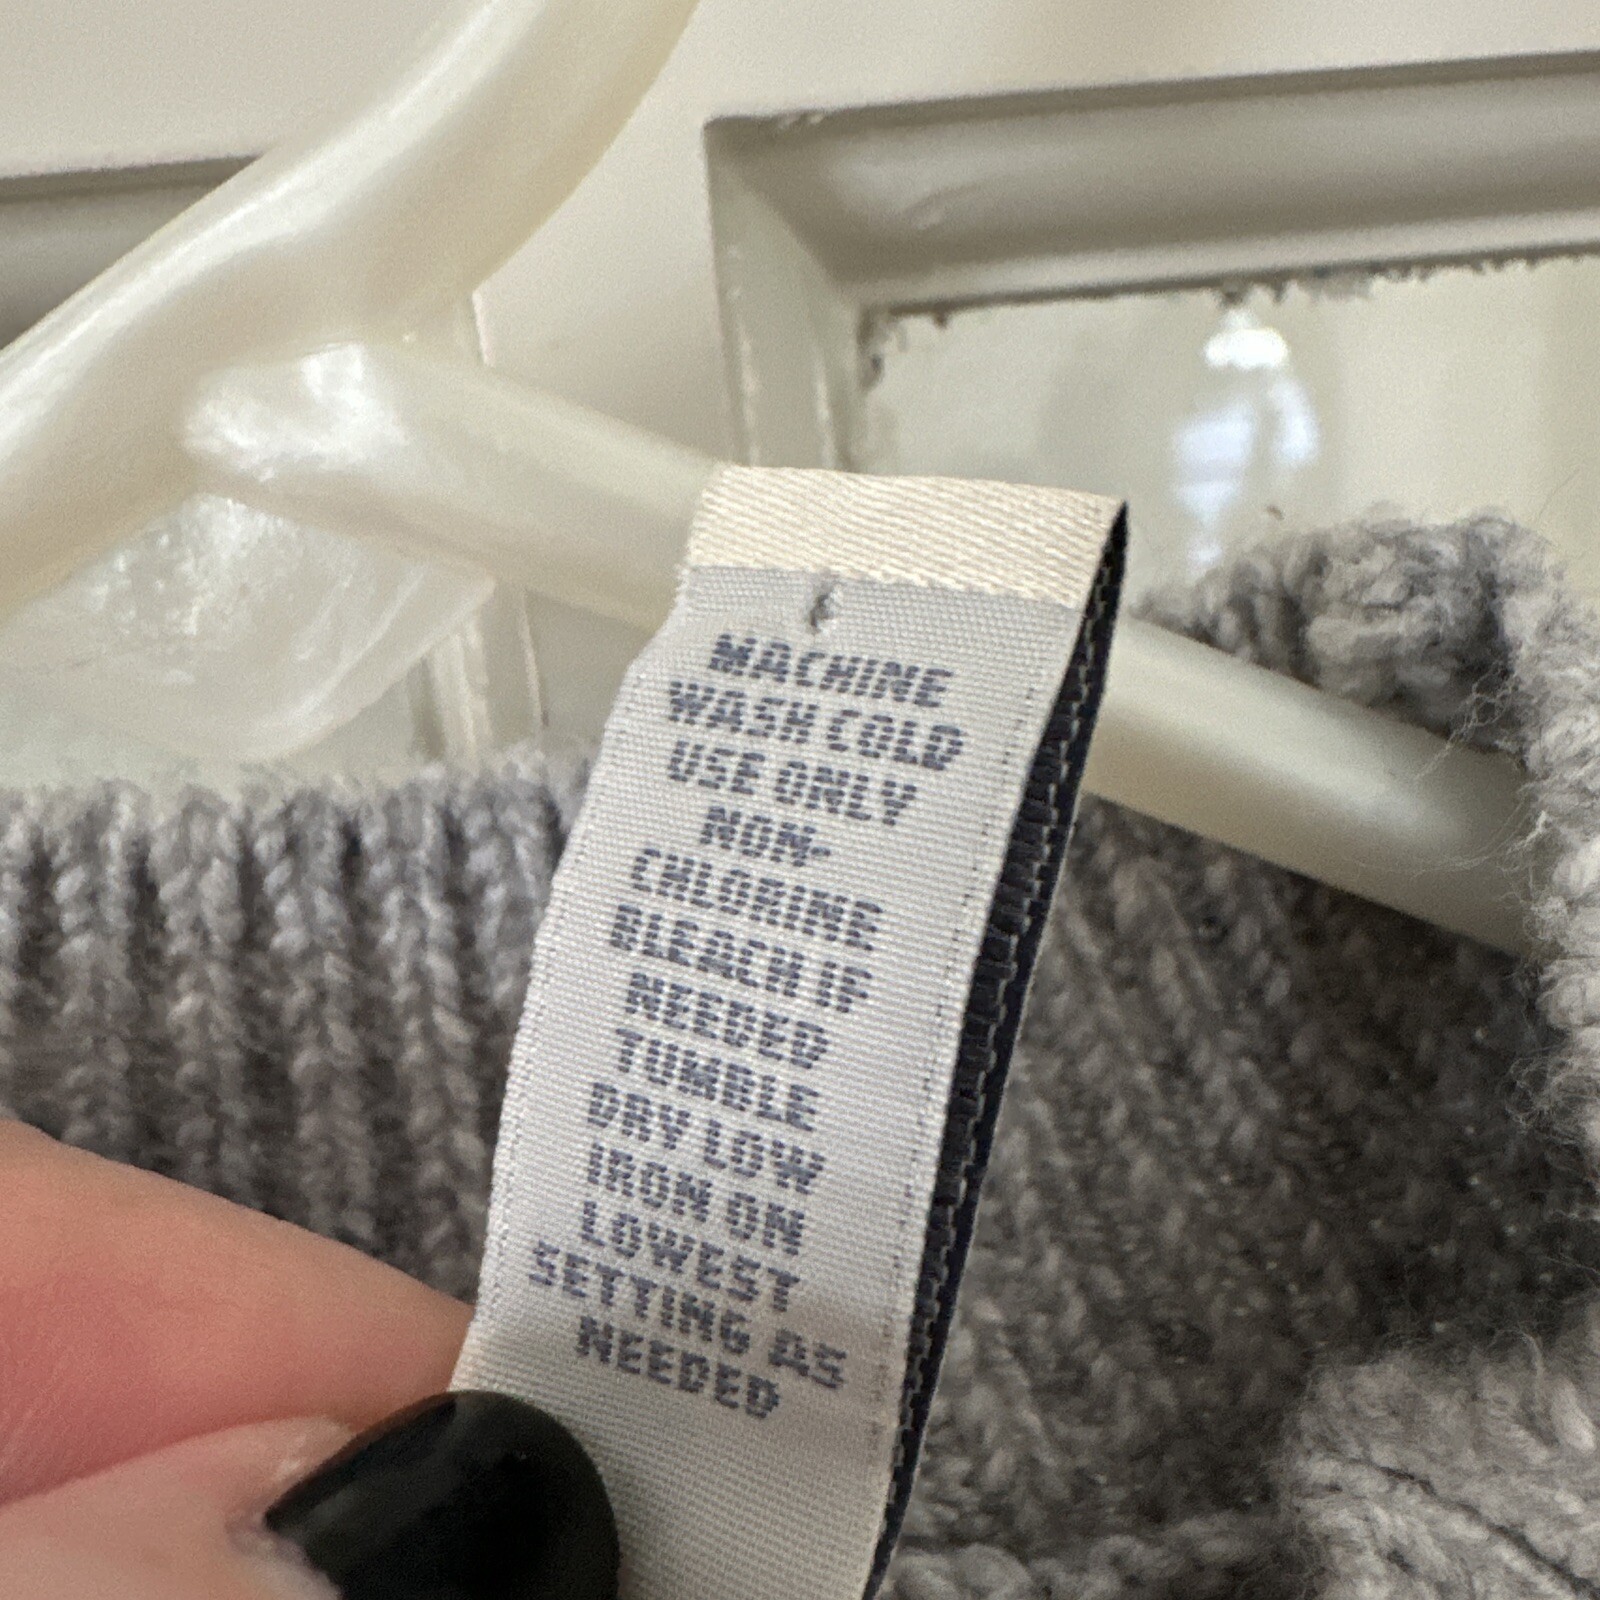 MACHINE
WASH COLD
USE ONLY
NON-
CHLORINE
BLEACH IF
NEEDED
TUMBLE
DRY LOW
IRON ON
LOWEST
SETTING AS
NEEDED